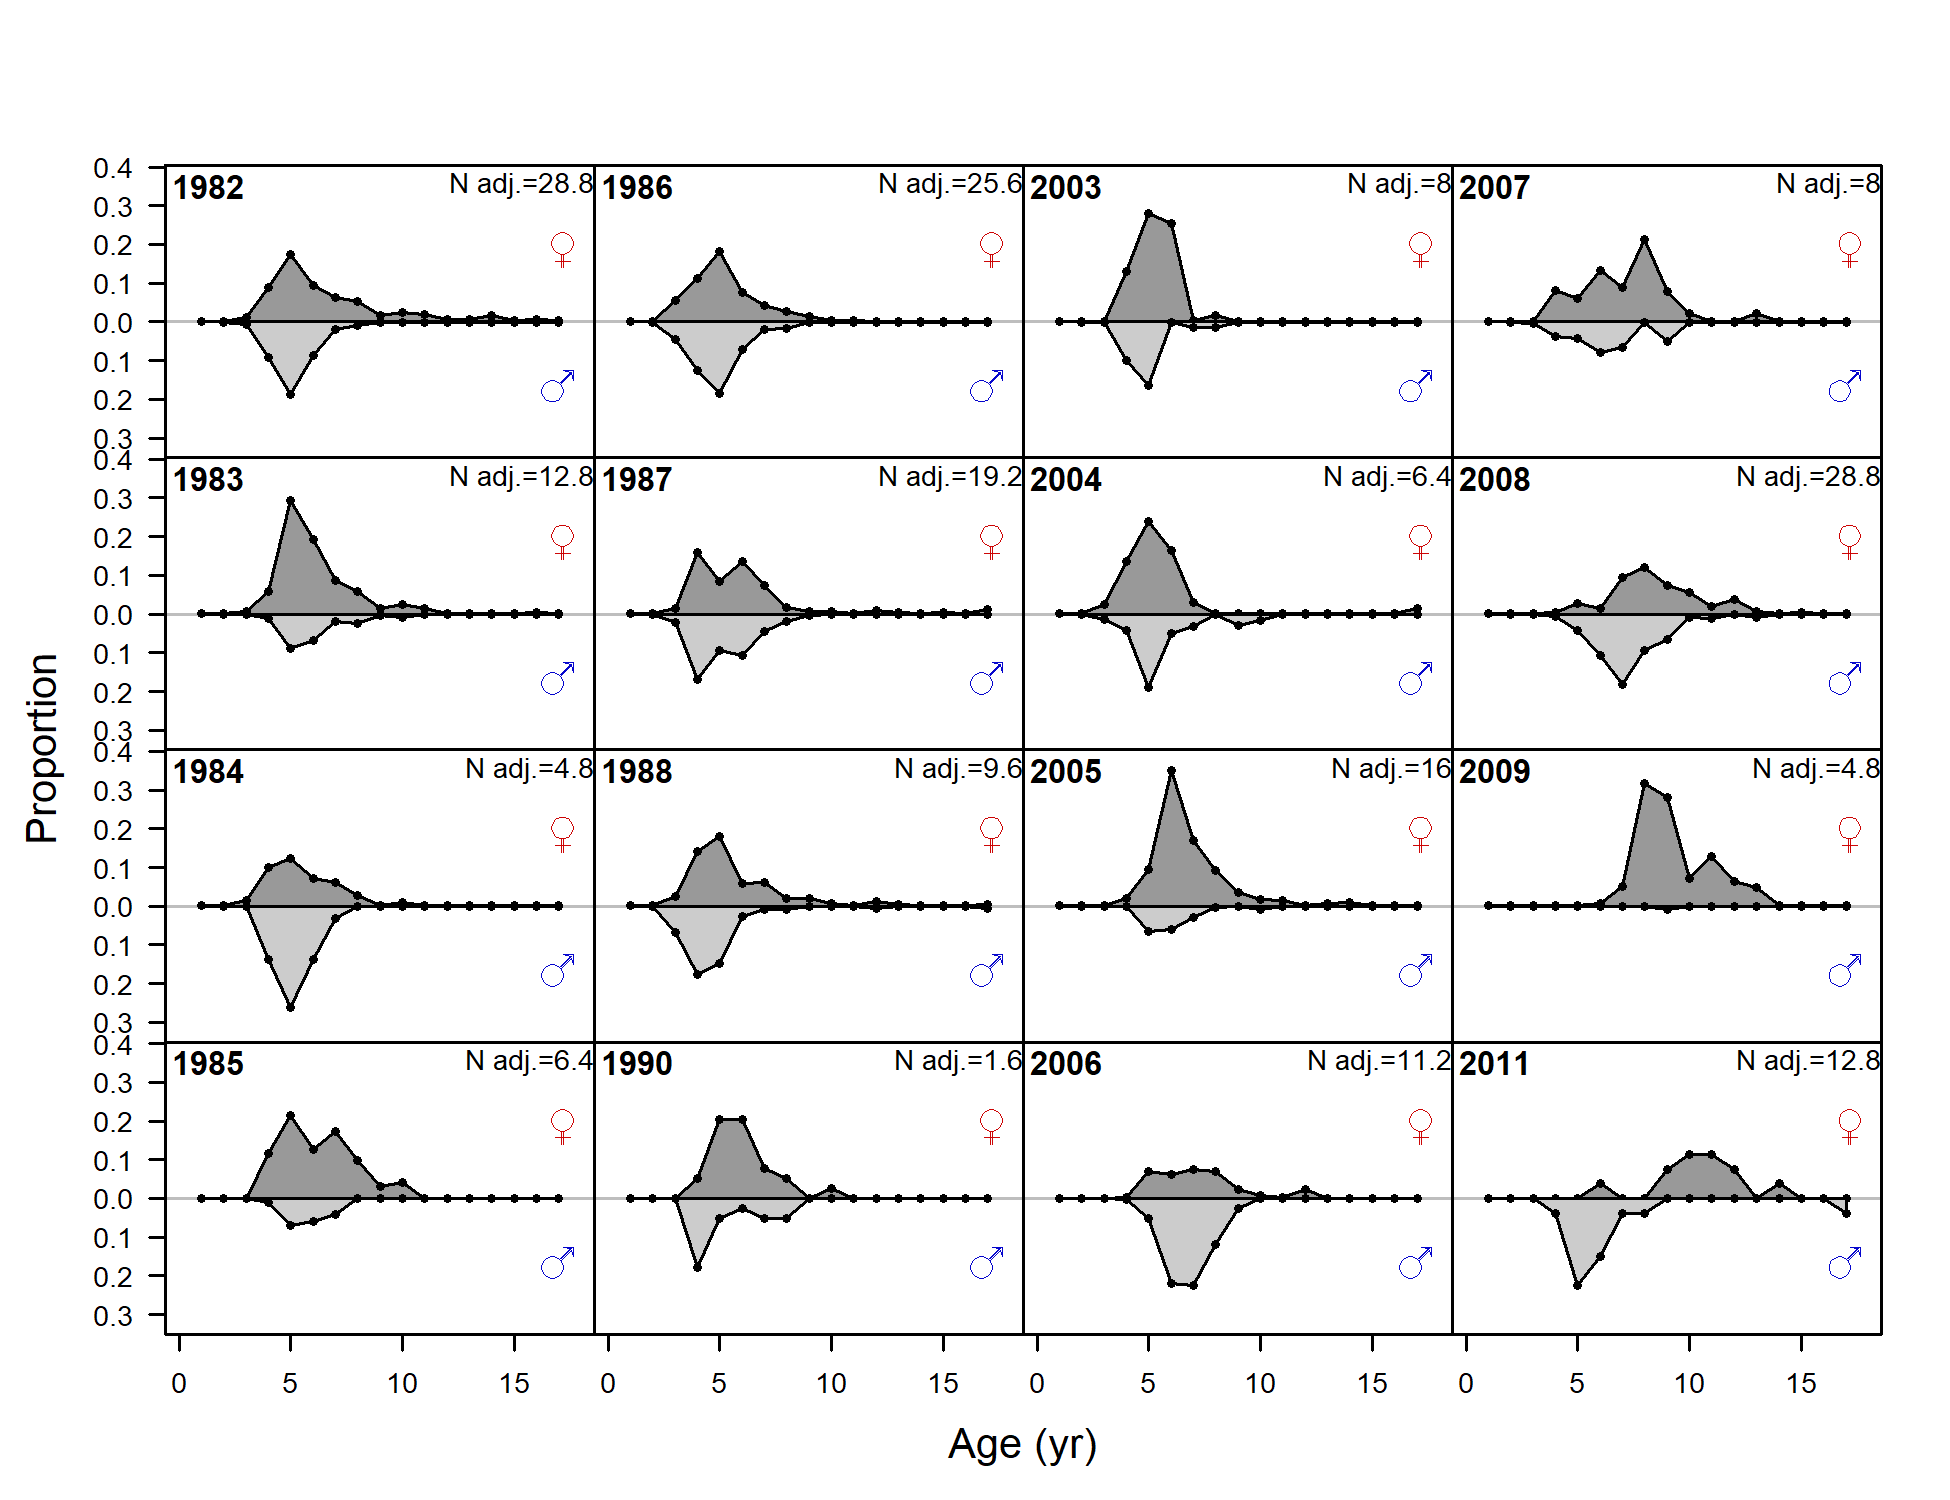 0.4
1982 N adj.=28.8 1986 N adj.=25.6 2003 N adj.=8 2007 N adj.=8
0.3
0.2 ♀ ♀ ♀ ♀
0.1
0.0
0.1
0.2 ♂ ♂ ♂ ♂
0.3
0.4
1983 N adj.=12.8 1987 N adj.=19.2 2004 N adj.=6.4 2008 N adj.=28.8
0.3
0.2 ♀ ♀ ♀ ♀
0.1
0.0
0.1
0.2 ♂ ♂ ♂ ♂
0.3
Proportion
0.4
1984 N adj.=4.8 1988 N adj.=9.6 2005 N adj.=16 2009 N adj.=4.8
0.3
0.2 ♀ ♀ ♀ ♀
0.1
0.0
0.1
0.2 ♂ ♂ ♂ ♂
0.3
0.4
1985 N adj.=6.4 1990 N adj.=1.6 2006 N adj.=11.2 2011 N adj.=12.8
0.3
0.2 ♀ ♀ ♀ ♀
0.1
0.0
0.1
0.2 ♂ ♂ ♂ ♂
0.3
0 5 10 15 0 5 10 15 0 5 10 15 0 5 10 15
Age (yr)